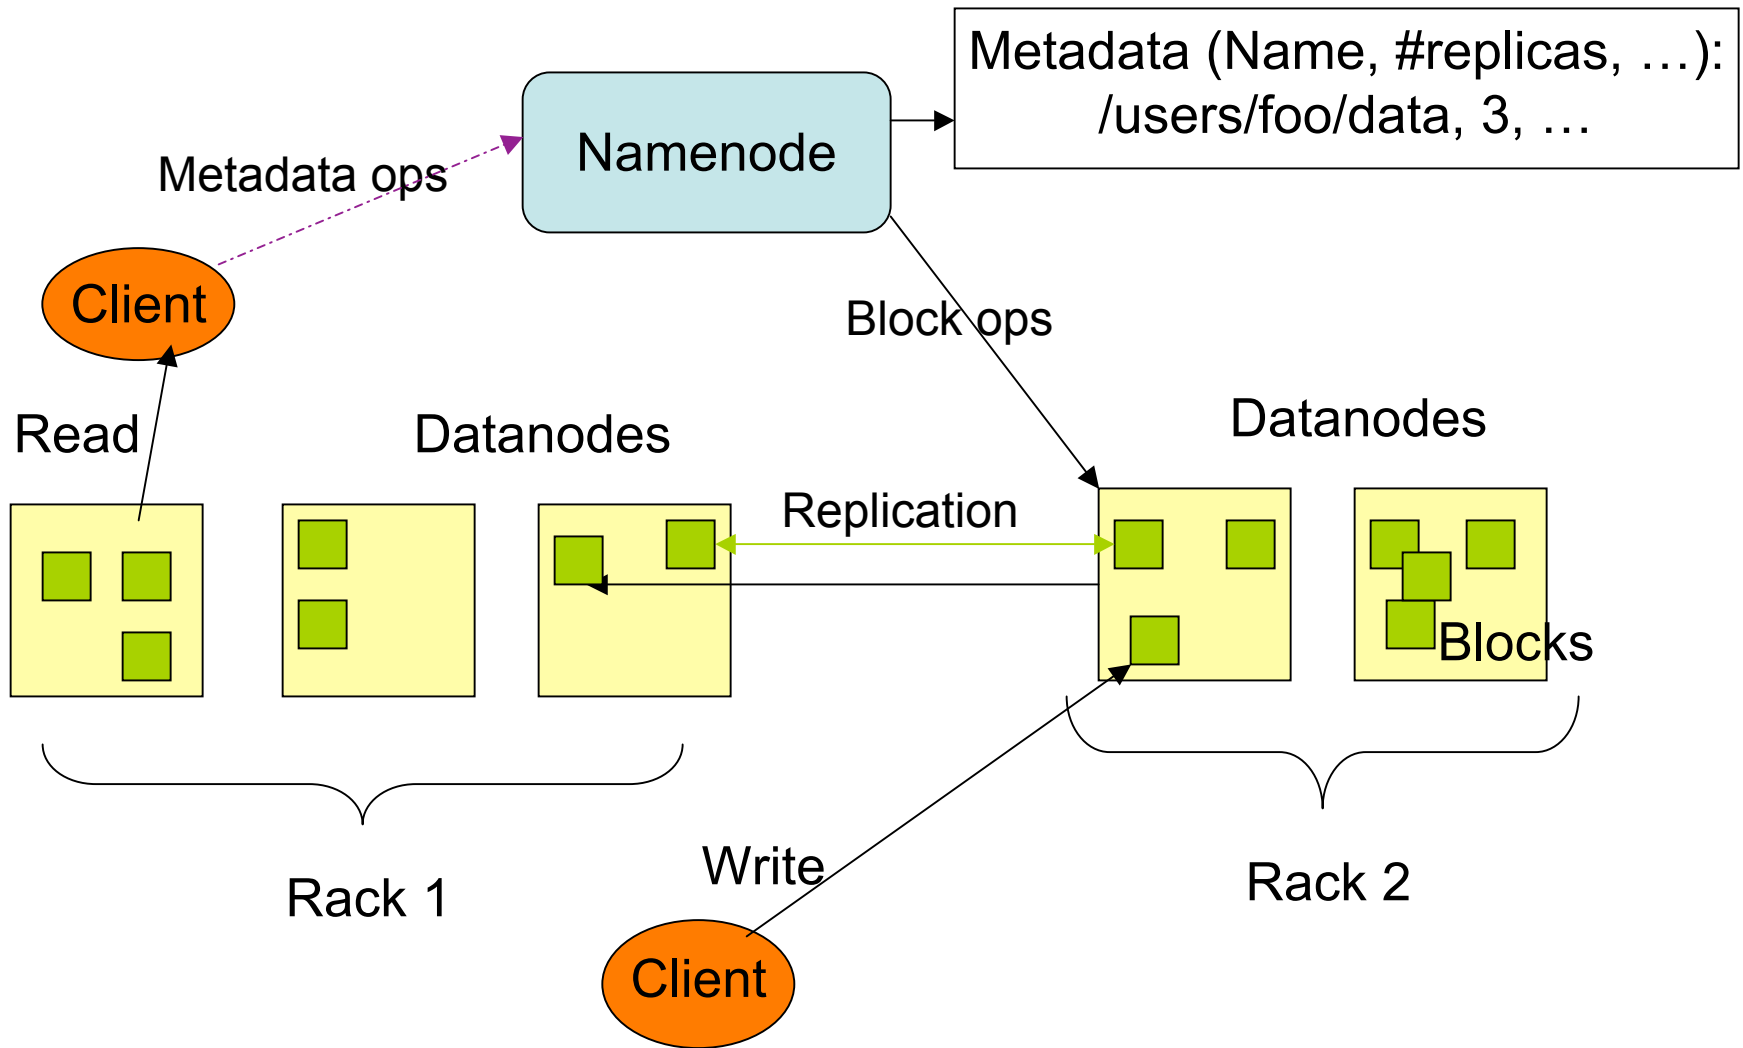 Metadata (Name, #replicas, …):
/users/foo/data, 3, …
Namenode
Metadata ops
Client
Block ops
Read
Datanodes
Datanodes
Replication
Blocks
Rack 1
Write
Rack 2
Client